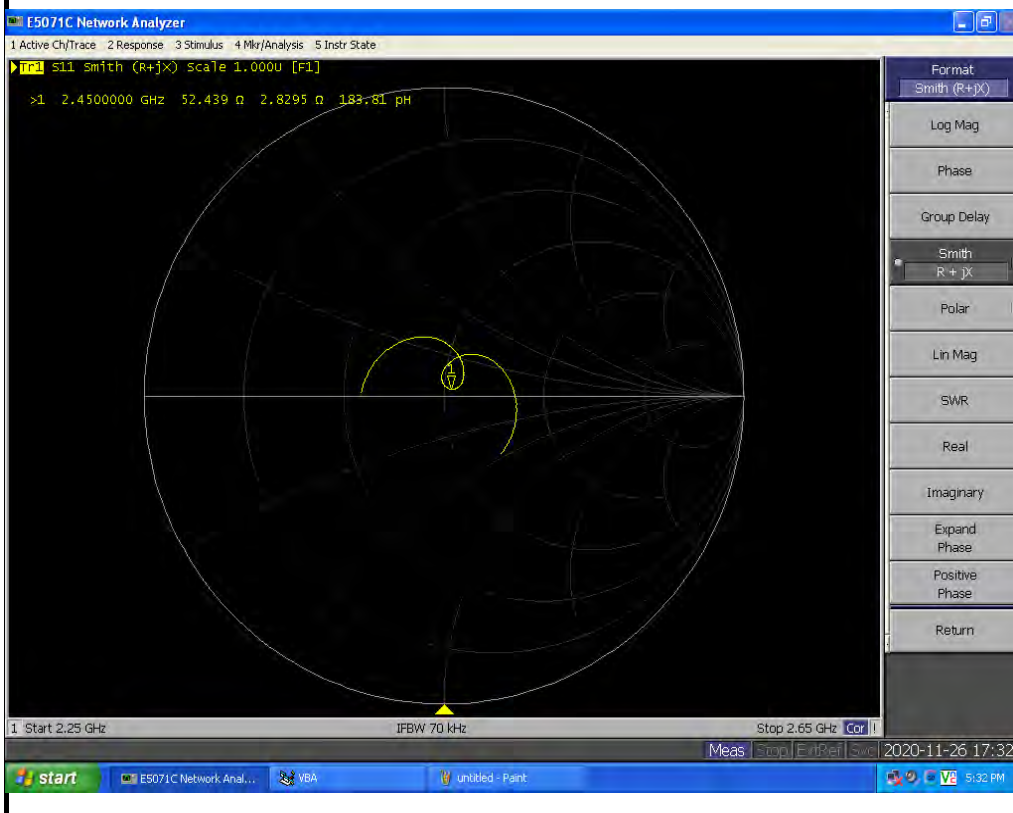 E5071C Network Analyzer
1 Active Ch/Trace 2 Response 3 Stimulus 4 Mkr/Analysis 5 Instr State
Tr1 S11 Smith (R+jX) Scale 1.000U [F1]
>1 2.4500000 GHz 52.439 Ω 2.8295 Ω 183.81 pH
1
Format
Smith (R+jX)
Log Mag
Phase
Group Delay
Smith
R + jX
Polar
Lin Mag
SWR
Real
Imaginary
Expand
Phase
Positive
Phase
Return
1 Start 2.25 GHz IFBW 70 kHz Stop 2.65 GHz Cor !
Meas Stop ExtRef Svc 2020-11-26 17:32
start E5071C Network Anal... VBA untitled - Paint 5:32 PM